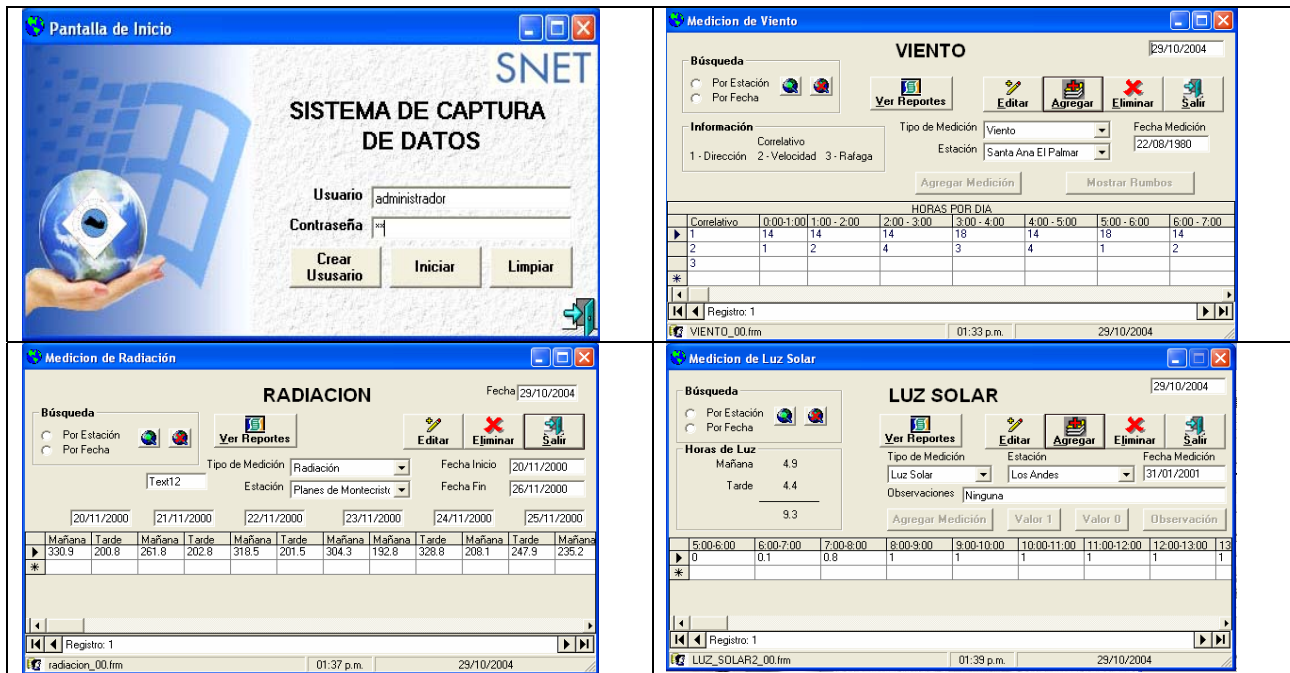 Pantalla de Inicio
SNET
SISTEMA DE CAPTURA
DE DATOS
Usuario administrador
Contraseña **
Crear Ususario Iniciar Limpiar
Medicion de Viento
VIENTO 29/10/2004
Búsqueda
Por Estación
Por Fecha
Ver Reportes Editar Agregar Eliminar Salir
Información
Correlativo
1 - Dirección 2 - Velocidad 3 - Rafaga
Tipo de Medición Viento Fecha Medición
Estación Santa Ana El Palmar 22/08/1980
Agregar Medición Mostrar Rumbos
HORAS POR DIA
Correlativo 0:00-1:00 1:00 - 2:00 2:00 - 3:00 3:00 - 4:00 4:00 - 5:00 5:00 - 6:00 6:00 - 7:00
1 14 14 14 18 14 18 14
2 1 2 4 3 4 1 2
3
*
Registro: 1
VIENTO_00.frm 01:33 p.m. 29/10/2004
Medicion de Radiación
RADIACION Fecha 29/10/2004
Búsqueda
Por Estación
Por Fecha
Ver Reportes Editar Eliminar Salir
Text12
Tipo de Medición Radiación Fecha Inicio 20/11/2000
Estación Planes de Montecristc Fecha Fin 26/11/2000
20/11/2000 21/11/2000 22/11/2000 23/11/2000 24/11/2000 25/11/2000
Mañana Tarde Mañana Tarde Mañana Tarde Mañana Mañana Tarde Mañana Tarde Mañana
330.9 200.8 261.8 202.8 318.5 201.5 304.3 192.8 328.8 208.1 247.9 235.2
*
Registro: 1
radiacion_00.frm 01:37 p.m. 29/10/2004
Medicion de Luz Solar
LUZ SOLAR 29/10/2004
Búsqueda
Por Estación
Por Fecha
Ver Reportes Editar Agregar Eliminar Salir
Horas de Luz
Mañana 4.9
Tarde 4.4
9.3
Tipo de Medición Estación Fecha Medición
Luz Solar Los Andes 31/01/2001
Observaciones Ninguna
Agregar Medición Valor 1 Valor 0 Observación
5:00-6:00 6:00-7:00 7:00-8:00 8:00-9:00 9:00-10:00 10:00-11:00 11:00-12:00 12:00-13:00 13
0 0.1 0.8 1 1 1 1 1 1
*
Registro: 1
LUZ_SOLAR2_00.frm 01:39 p.m. 29/10/2004